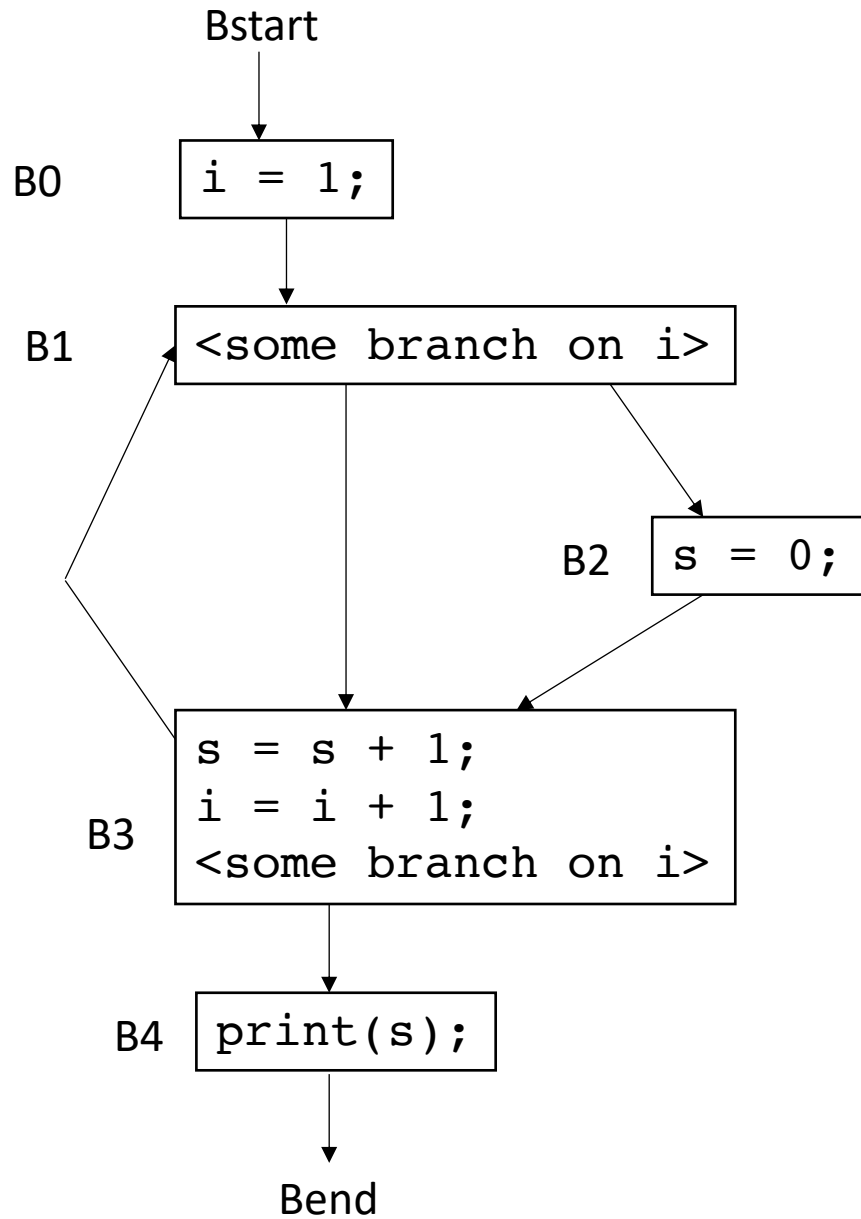 Bstart
B0
i = 1;
B1
<some branch on i>
B2
s = 0;
B3
s = s + 1;
i = i + 1;
<some branch on i>
B4
print(s);
Bend